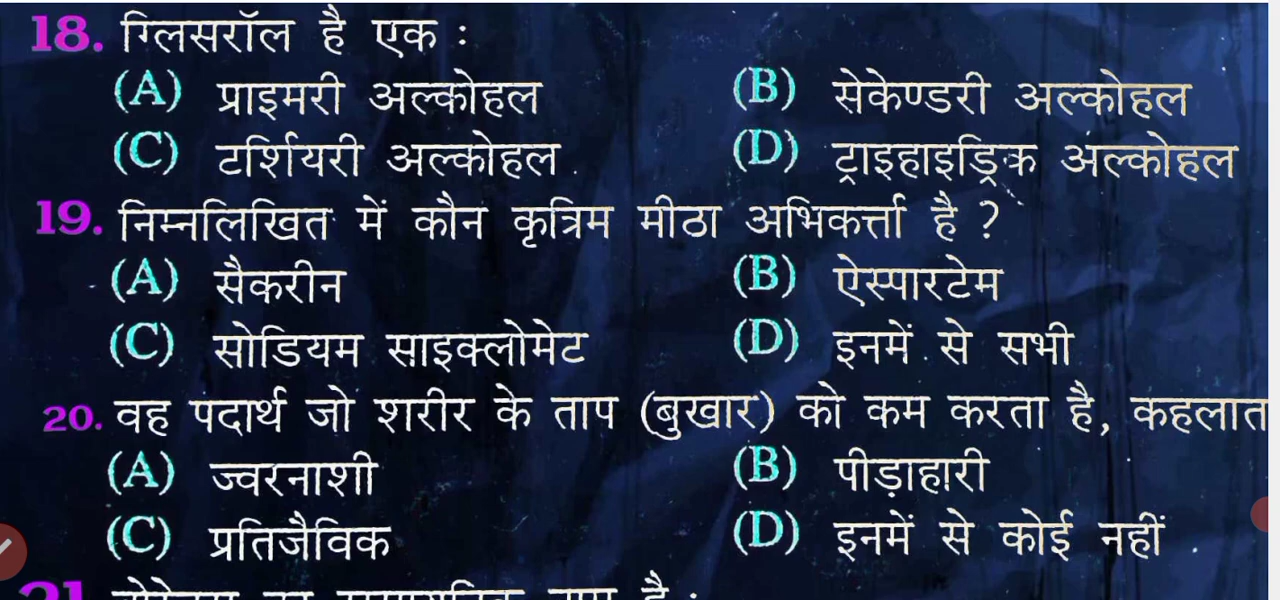 18. ग्लिसरॉल है एक :
(A) प्राइमरी अल्कोहल (B) सेकेण्डरी अल्कोहल
(C) टर्शियरी अल्कोहल (D) ट्राइहाइड्रिक अल्कोहल
19. निम्नलिखित में कौन कृत्रिम मीठा अभिकर्त्ता है ?
(A) सैकरीन (B) ऐस्पारटेम
(C) सोडियम साइक्लोमेट (D) इनमें से सभी
20. वह पदार्थ जो शरीर के ताप (बुखार) को कम करता है, कहलात
(A) ज्वरनाशी (B) पीड़ाहारी
(C) प्रतिजैविक (D) इनमें से कोई नहीं
21